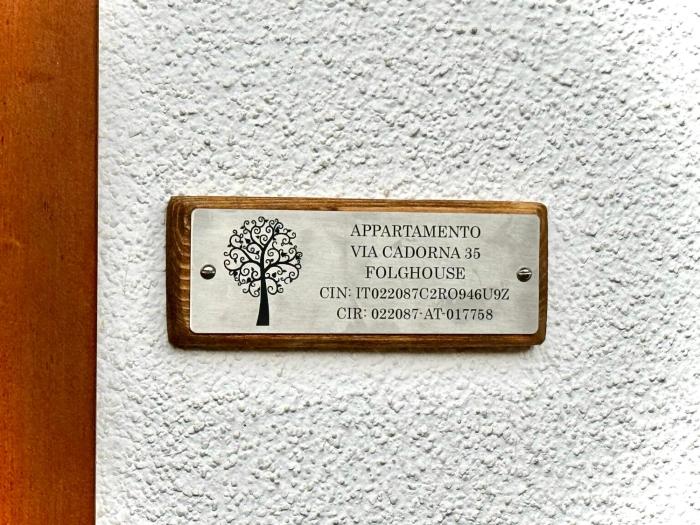 APPARTAMENTO
VIA CADORNA 35
FOLGHOUSE
CIN: IT022087C2RO946U9Z
CIR: 022087-AT-017758